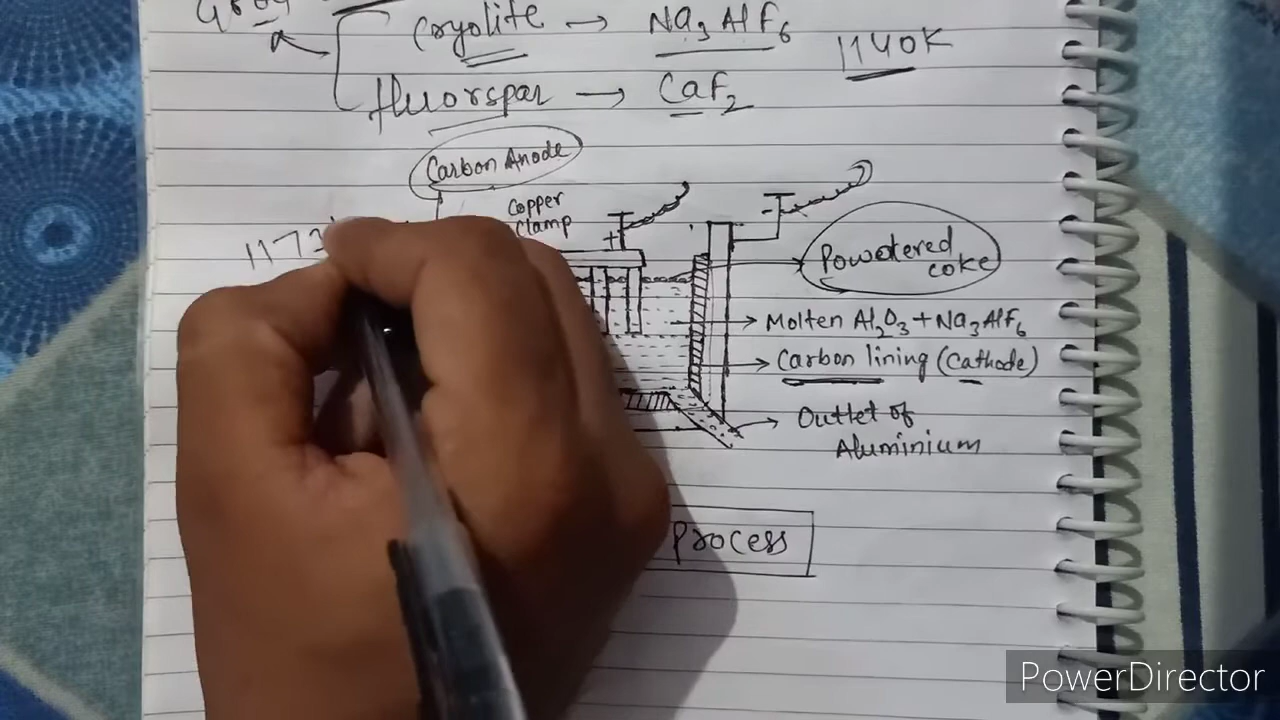 Cryolite → Na3AlF6
1140K
fluorspar → CaF2
Carbon Anode
Copper
Clamp
+
-
Powdered
coke
→ Molten Al2O3 + Na3AlF6
→ Carbon lining (Cathode)
→ Outlet of
Aluminium
Process
PowerDirector